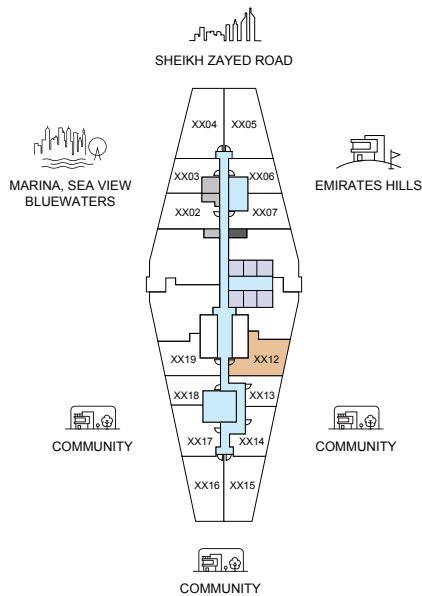 SHEIKH ZAYED ROAD
XX04 XX05
MARINA, SEA VIEW
BLUEWATERS
EMIRATES HILLS
XX03 XX06
XX02 XX07
XX19 XX12
XX18 XX13
XX17 XX14
COMMUNITY
COMMUNITY
XX16 XX15
COMMUNITY